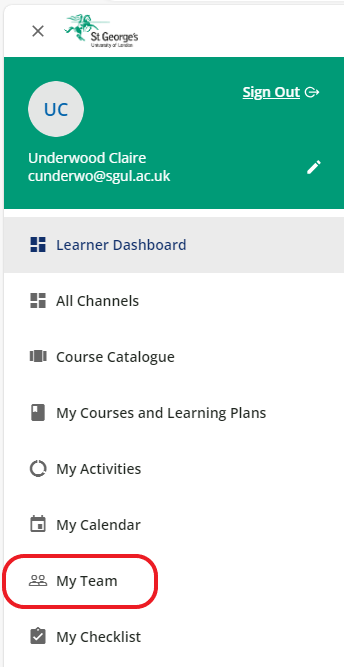 St George's
University of London
UC
Sign Out
Underwood Claire
cunderwo@sgul.ac.uk
Learner Dashboard
All Channels
Course Catalogue
My Courses and Learning Plans
My Activities
My Calendar
My Team
My Checklist